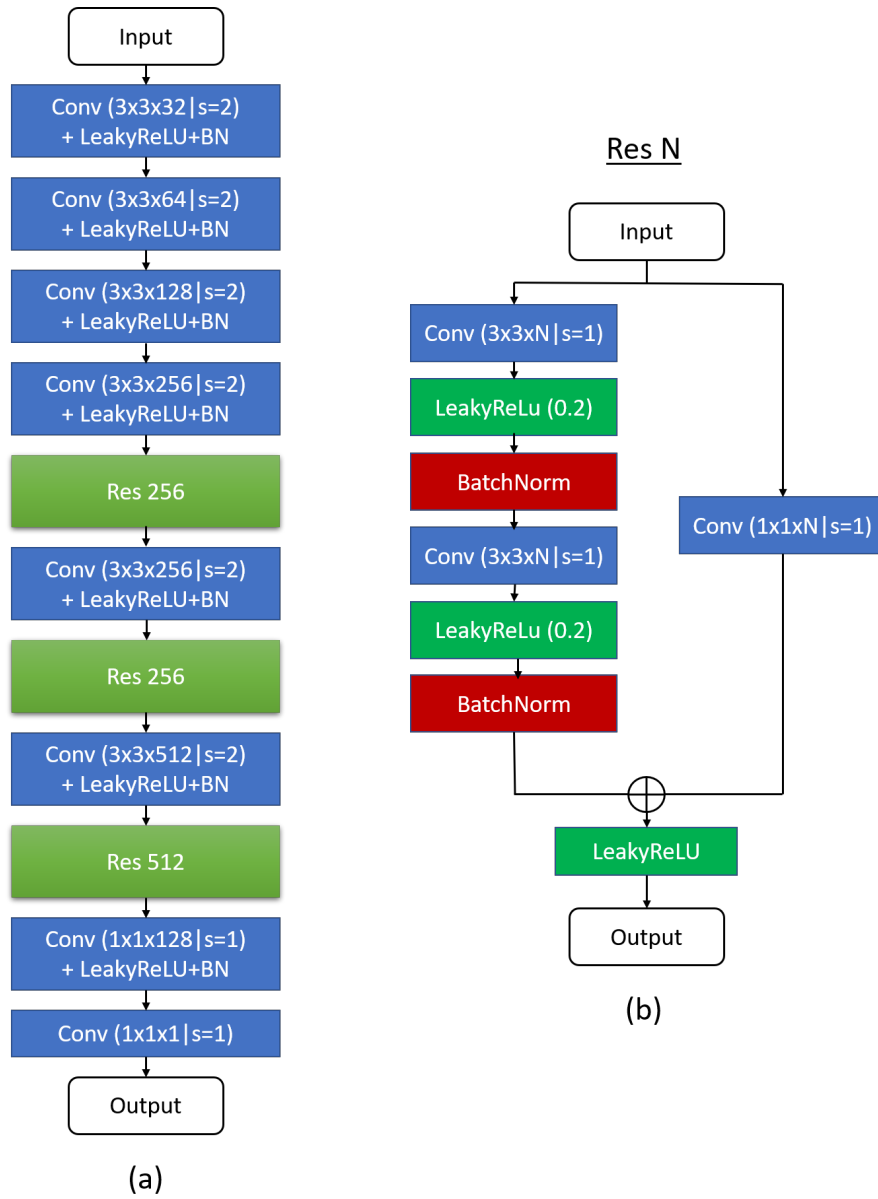 Input
Conv (3x3x32|s=2)
+ LeakyReLU+BN
Conv (3x3x64|s=2)
+ LeakyReLU+BN
Conv (3x3x128|s=2)
+ LeakyReLU+BN
Conv (3x3x256|s=2)
+ LeakyReLU+BN
Res 256
Conv (3x3x256|s=2)
+ LeakyReLU+BN
Res 256
Conv (3x3x512|s=2)
+ LeakyReLU+BN
Res 512
Conv (1x1x128|s=1)
+ LeakyReLU+BN
Conv (1x1x1|s=1)
Output
(a)
Res N
Input
Conv (3x3xN|s=1)
LeakyReLu (0.2)
BatchNorm
Conv (3x3xN|s=1)
LeakyReLu (0.2)
BatchNorm
Conv (1x1xN|s=1)
LeakyReLU
Output
(b)